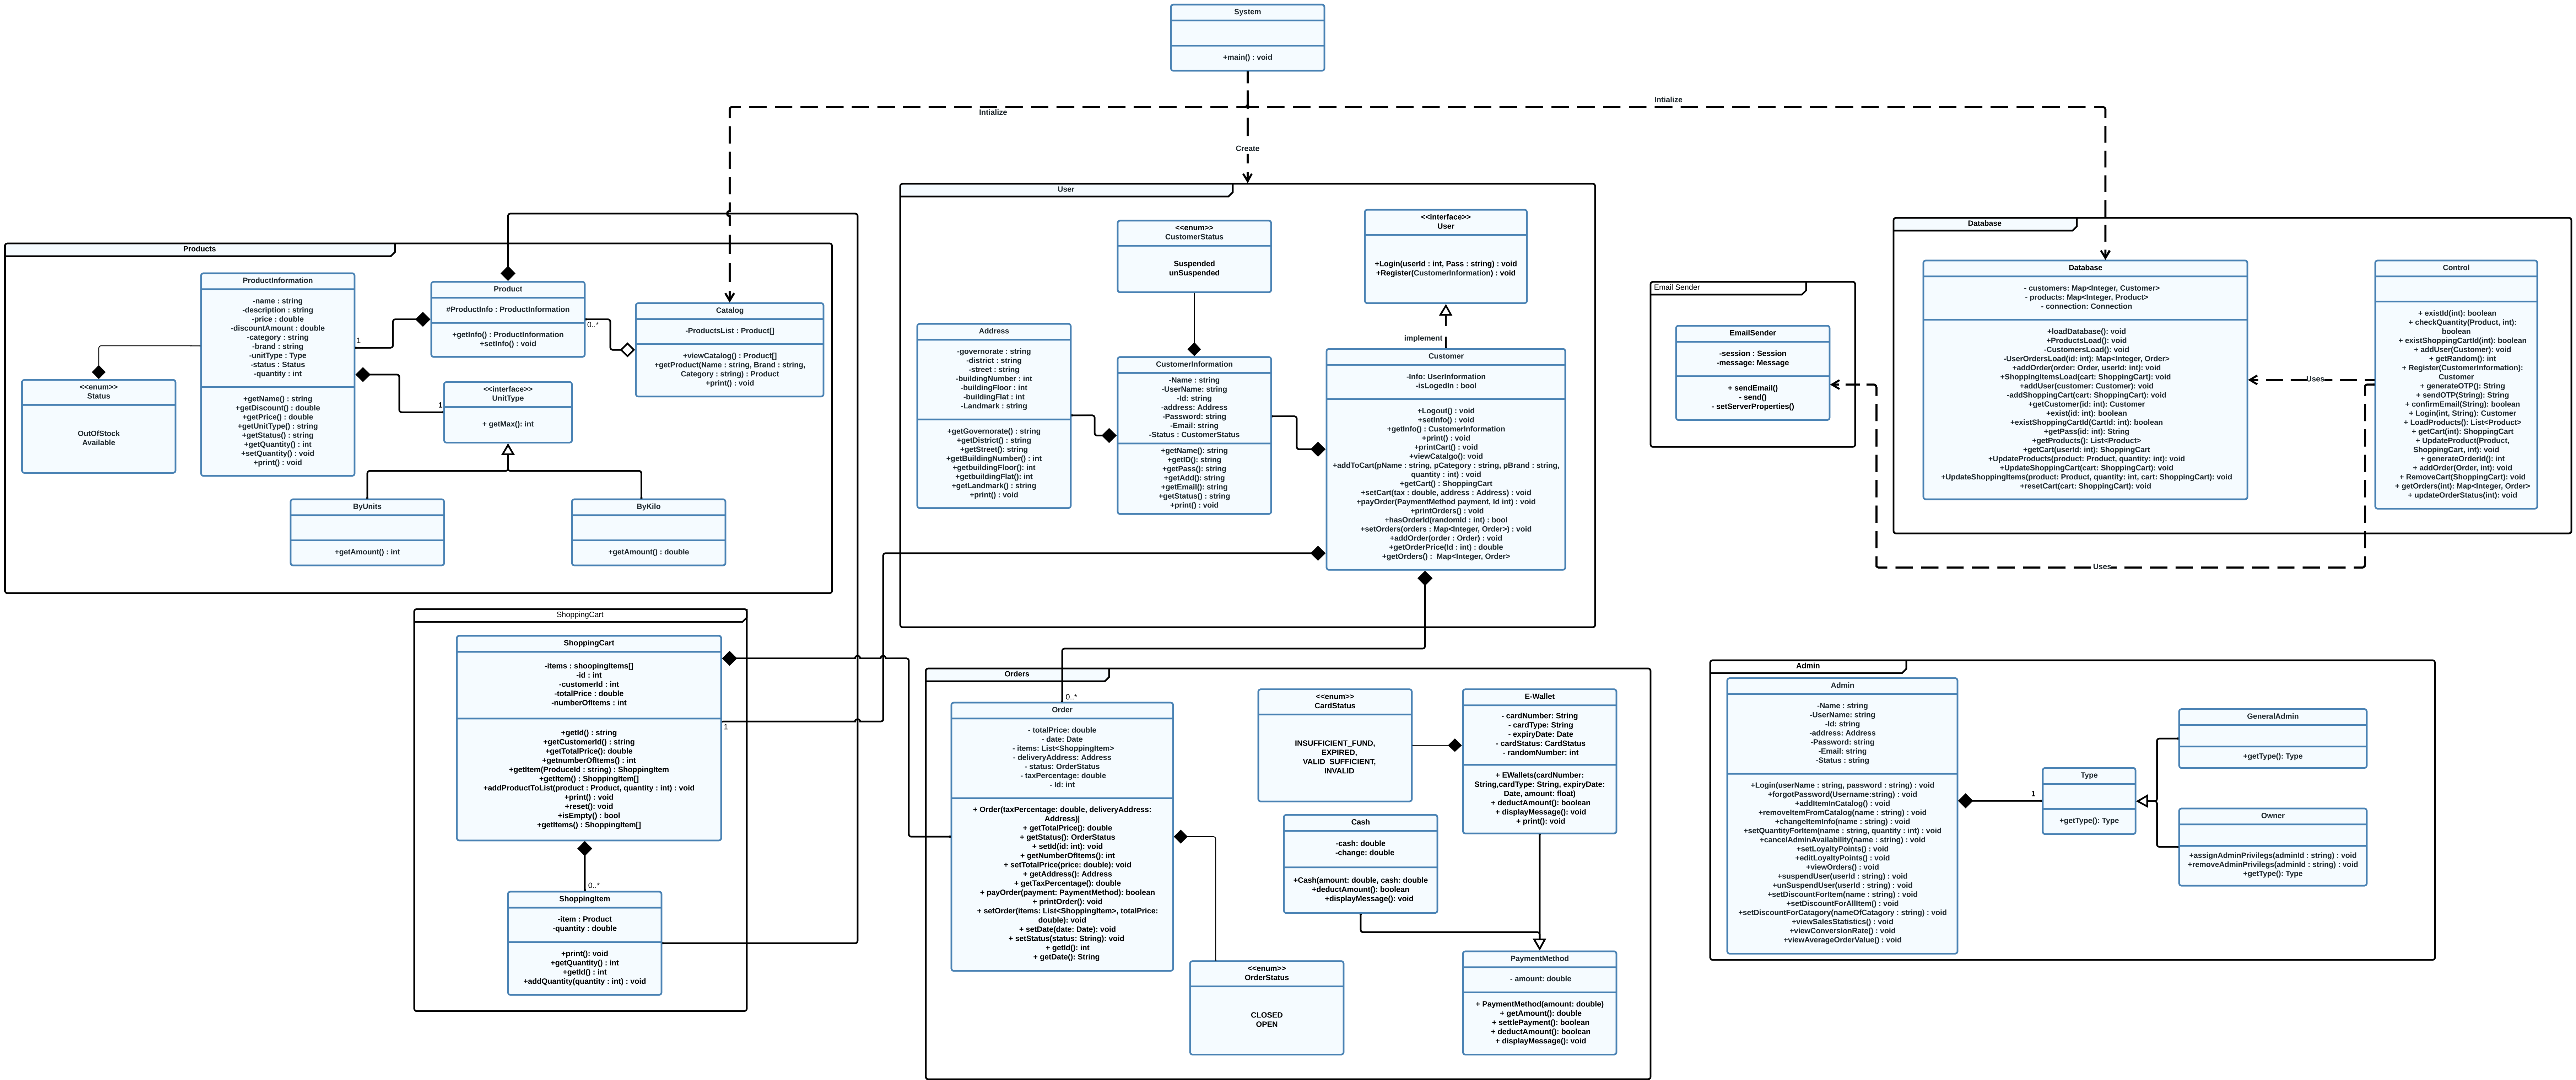 System
+main() : void
Intialize
Intialize
Create
Products
ProductInformation
-name : string
-description : string
-price : double
-discountAmount : double
-category : string
-brand : string
-unitType : Type
-status : Status
-quantity : int
+getName() : string
+getDiscount() : double
+getPrice() : double
+getUnitType() : string
+getStatus() : string
+getQuantity() : int
+setQuantity() : void
+print() : void
Product
#ProductInfo : ProductInformation
+getInfo() : ProductInformation
+setInfo() : void
0..*
Catalog
-ProductsList : Product[]
+viewCatalog() : Product[]
+getProduct(Name : string, Brand : string,
Category : string) : Product
+print() : void
1
<<enum>>
Status
OutOfStock
Available
<<interface>>
UnitType
+ getMax(): int
1
ByUnits
+getAmount() : int
ByKilo
+getAmount() : double
User
<<enum>>
CustomerStatus
Suspended
unSuspended
<<interface>>
User
+Login(userId : int, Pass : string) : void
+Register(CustomerInformation) : void
implement
Address
-governorate : string
-district : string
-street : string
-buildingNumber : int
-buildingFloor : int
-buildingFlat : int
-Landmark : string
+getGovernorate() : string
+getDistrict() : string
+getStreet() : string
+getBuildingNumber() : int
+getbuildingFloor(): int
+getbuildingFlat(): int
+getLandmark() : string
+print() : void
CustomerInformation
-Name : string
-UserName: string
-Id: string
-address: Address
-Password: string
-Email: string
-Status : CustomerStatus
+getName(): string
+getID(): string
+getPass(): string
+getAdd(): string
+getEmail(): string
+getStatus() : string
+print() : void
Customer
-Info: UserInformation
-isLogedIn : bool
+Logout() : void
+setInfo() : void
+getInfo() : CustomerInformation
+print() : void
+printCart() : void
+viewCatalgo(): void
+addToCart(pName : string, pCategory : string, pBrand : string,
quantity : int) : void
+getCart() : ShoppingCart
+setCart(tax : double, address : Address) : void
+payOrder(PaymentMethod payment, Id int) : void
+printOrders() : void
+hasOrderId(randomId : int) : bool
+setOrders(orders : Map<Integer, Order>) : void
+addOrder(order : Order) : void
+getOrderPrice(Id : int) : double
+getOrders() :  Map<Integer, Order>
Email Sender
EmailSender
-session : Session
-message: Message
+ sendEmail()
- send()
- setServerProperties()
Database
Database
- customers: Map<Integer, Customer>
- products: Map<Integer, Product>
- connection: Connection
+loadDatabase(): void
+ProductsLoad(): void
-CustomersLoad(): void
-UserOrdersLoad(id: int): Map<Integer, Order>
+addOrder(order: Order, userId: int): void
+ShoppingItemsLoad(cart: ShoppingCart): void
+addUser(customer: Customer): void
-addShoppingCart(cart: ShoppingCart): void
+getCustomer(id: int): Customer
+exist(id: int): boolean
+existShoppingCartId(CartId: int): boolean
+getPass(id: int): String
+getProducts(): List<Product>
+getCart(userId: int): ShoppingCart
+UpdateProducts(product: Product, quantity: int): void
+UpdateShoppingCart(cart: ShoppingCart): void
+UpdateShoppingItems(product: Product, quantity: int, cart: ShoppingCart): void
+resetCart(cart: ShoppingCart): void
Uses
Uses
Control
+ existId(int): boolean
+ checkQuantity(Product, int):
boolean
+ existShoppingCartId(int): boolean
+ addUser(Customer): void
+ getRandom(): int
+ Register(CustomerInformation):
Customer
+ generateOTP(): String
+ sendOTP(String): String
+ confirmEmail(String): boolean
+ Login(int, String): Customer
+ LoadProducts(): List<Product>
+ getCart(int): ShoppingCart
+ UpdateProduct(Product,
ShoppingCart, int): void
+ generateOrderId(): int
+ addOrder(Order, int): void
+ RemoveCart(ShoppingCart): void
+ getOrders(int): Map<Integer, Order>
+ updateOrderStatus(int): void
ShoppingCart
ShoppingCart
-items : shoopingItems[]
-id : int
-customerId : int
-totalPrice : double
-numberOfItems : int
+getId() : string
+getCustomerId() : string
+getTotalPrice(): double
+getnumberOfItems() : int
+getItem(ProduceId : string) : ShoppingItem
+getItem() : ShoppingItem[]
+addProductToList(product : Product, quantity : int) : void
+print() : void
+reset(): void
+isEmpty() : bool
+getItems() : ShoppingItem[]
1
0..*
ShoppingItem
-item : Product
-quantity : double
+print(): void
+getQuantity() : int
+getId() : int
+addQuantity(quantity : int) : void
Orders
0..*
Order
- totalPrice: double
- date: Date
- items: List<ShoppingItem>
- deliveryAddress: Address
- status: OrderStatus
- taxPercentage: double
- Id: int
+ Order(taxPercentage: double, deliveryAddress:
Address)|
+ getTotalPrice(): double
+ getStatus(): OrderStatus
+ setId(id: int): void
+ getNumberOfItems(): int
+ setTotalPrice(price: double): void
+ getAddress(): Address
+ getTaxPercentage(): double
+ payOrder(payment: PaymentMethod): boolean
+ printOrder(): void
+ setOrder(items: List<ShoppingItem>, totalPrice:
double): void
+ setDate(date: Date): void
+ setStatus(status: String): void
+ getId(): int
+ getDate(): String
<<enum>>
CardStatus
INSUFFICIENT_FUND,
EXPIRED,
VALID_SUFFICIENT,
INVALID
E-Wallet
- cardNumber: String
- cardType: String
- expiryDate: Date
- cardStatus: CardStatus
- randomNumber: int
+ EWallets(cardNumber:
String,cardType: String, expiryDate:
Date, amount: float)
+ deductAmount(): boolean
+ displayMessage(): void
+ print(): void
Cash
-cash: double
-change: double
+Cash(amount: double, cash: double
+deductAmount(): boolean
+displayMessage(): void
<<enum>>
OrderStatus
CLOSED
OPEN
PaymentMethod
- amount: double
+ PaymentMethod(amount: double)
+ getAmount(): double
+ settlePayment(): boolean
+ deductAmount(): boolean
+ displayMessage(): void
Admin
Admin
-Name : string
-UserName: string
-Id: string
-address: Address
-Password: string
-Email: string
-Status : string
+Login(userName : string, password : string) : void
+forgotPassword(Username:string) : void
+addItemInCatalog() : void
+removeItemFromCatalog(name : string) : void
+changeItemInfo(name : string) : void
+setQuantityForItem(name : string, quantity : int) : void
+cancelAdminAvailability(name : string) : void
+setLoyaltyPoints() : void
+editLoyaltyPoints() : void
+viewOrders() : void
+suspendUser(userId : string) : void
+unSuspendUser(userId : string) : void
+setDiscountForItem(name : string) : void
+setDiscountForAllItem() : void
+setDiscountForCatagory(nameOfCatagory : string) : void
+viewSalesStatistics() : void
+viewConversionRate() : void
+viewAverageOrderValue() : void
1
Type
+getType(): Type
GeneralAdmin
+getType(): Type
Owner
+assignAdminPrivilegs(adminId : string) : void
+removeAdminPrivilegs(adminId : string) : void
+getType(): Type